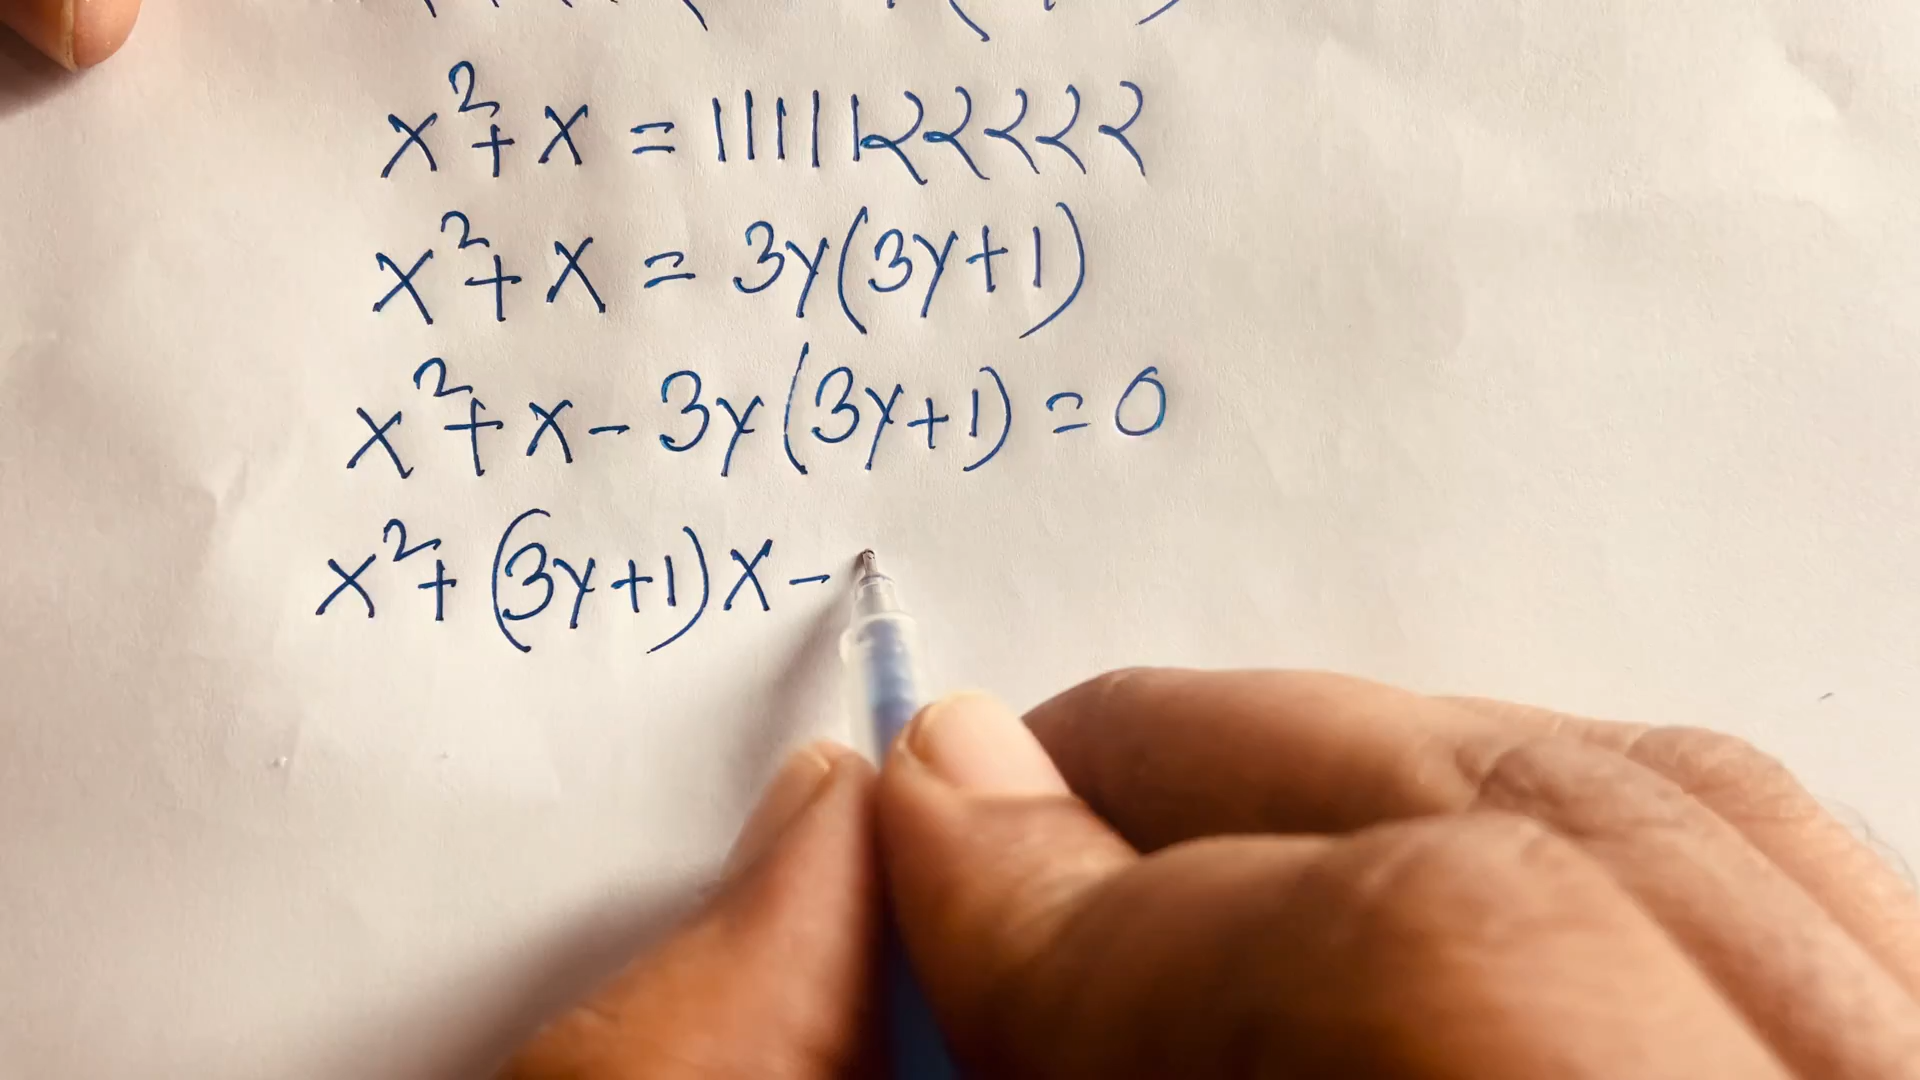 x²+x = 1111122222
x²+x = 3y(3y+1)
x²+x-3y(3y+1) = 0
x²+(3y+1)x-